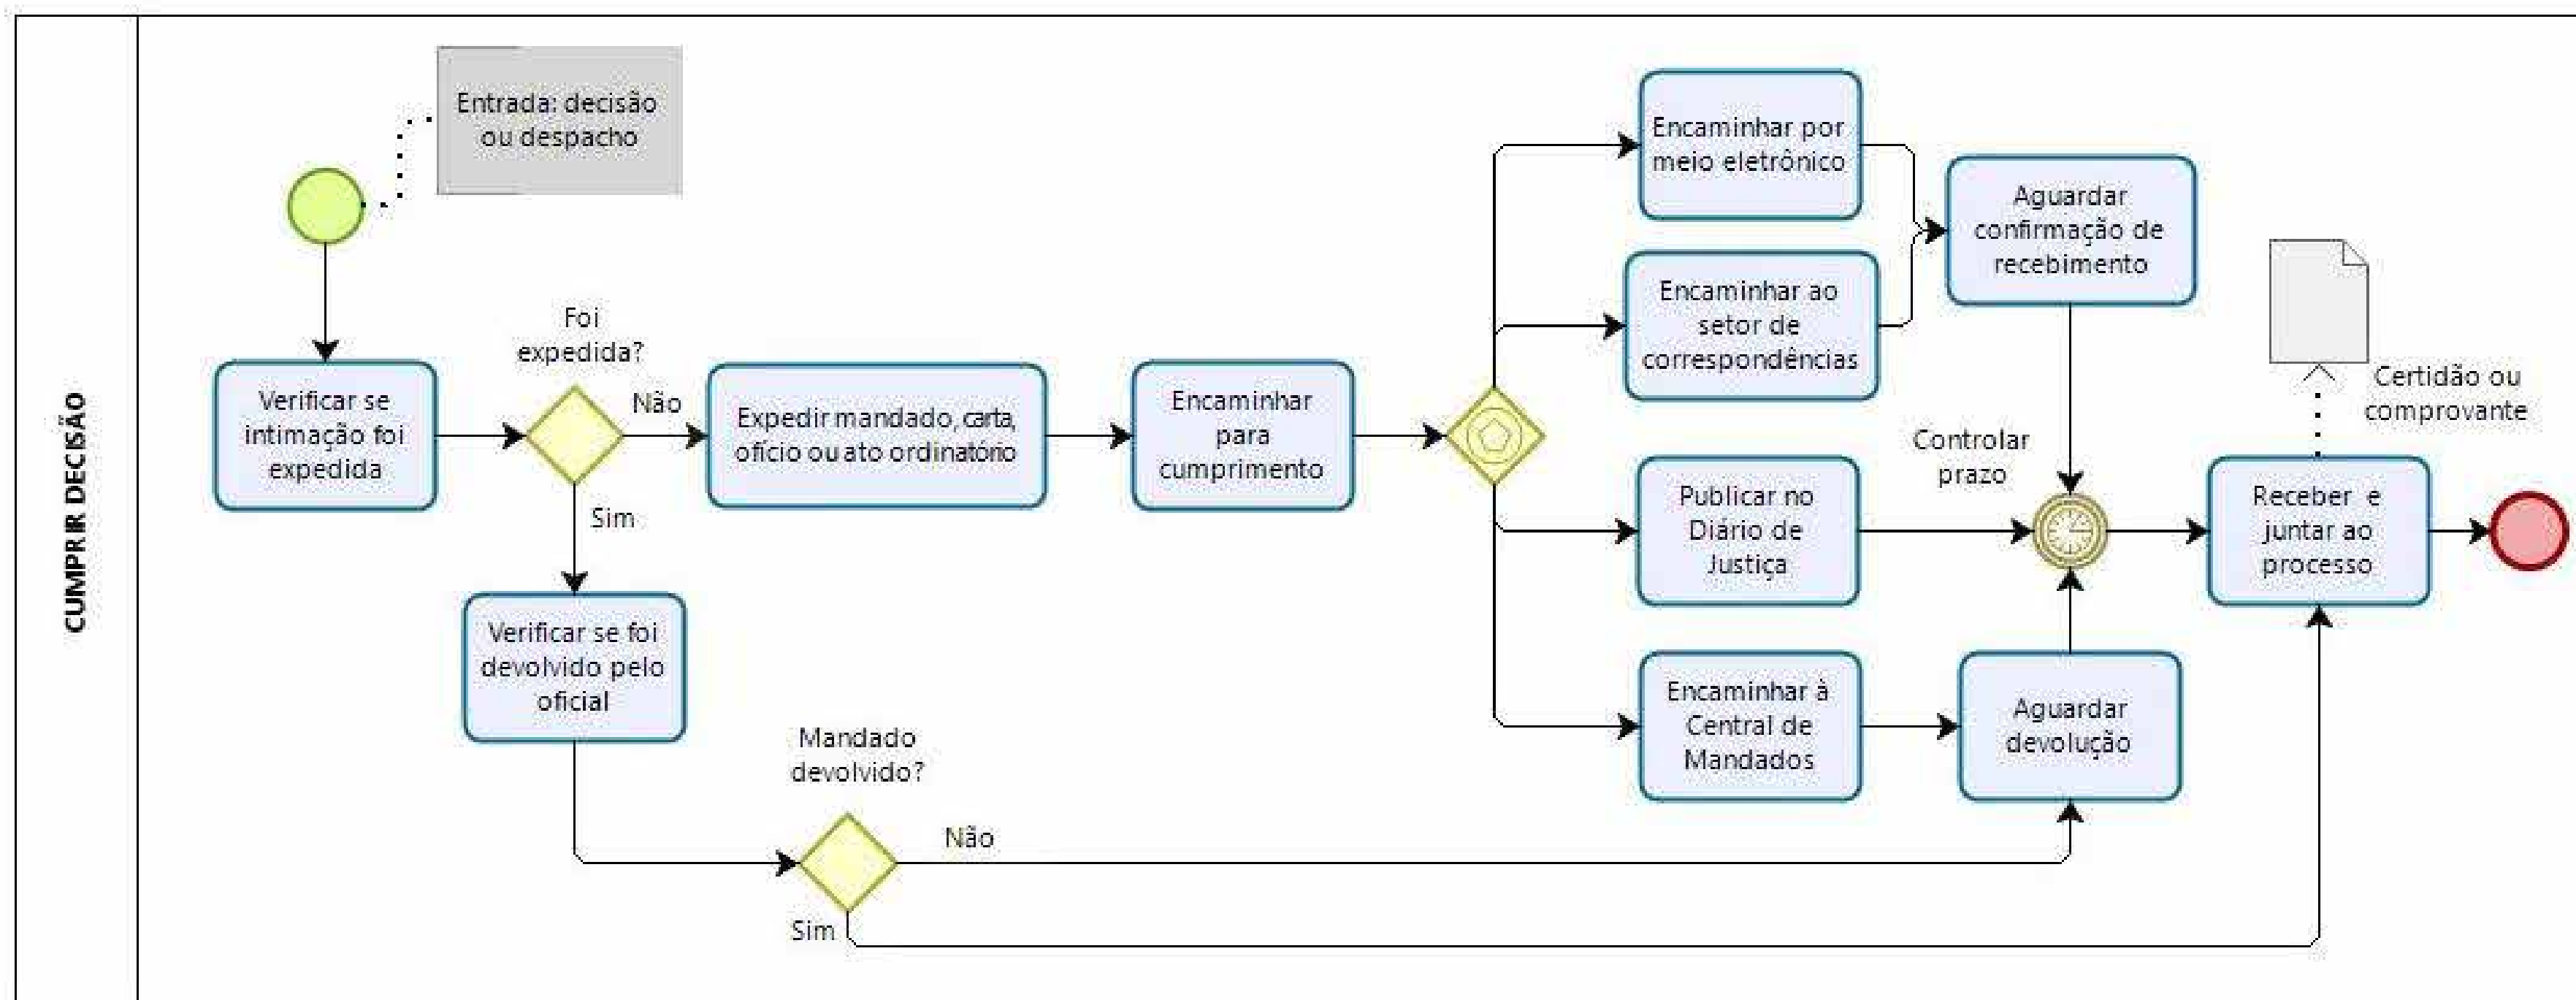 CUMPRIR DECISÃO
Entrada: decisão
ou despacho
Verificar se
intimação foi
expedida
Foi
expedida?
Não
Sim
Expedir mandado, carta,
ofício ou ato ordinatório
Encaminhar
para
cumprimento
Verificar se foi
devolvido pelo
oficial
Mandado
devolvido?
Não
Sim
Encaminhar por
meio eletrônico
Encaminhar ao
setor de
correspondências
Publicar no
Diário de
Justiça
Encaminhar à
Central de
Mandados
Aguardar
confirmação de
recebimento
Controlar
prazo
Aguardar
devolução
Receber e
juntar ao
processo
Certidão ou
comprovante